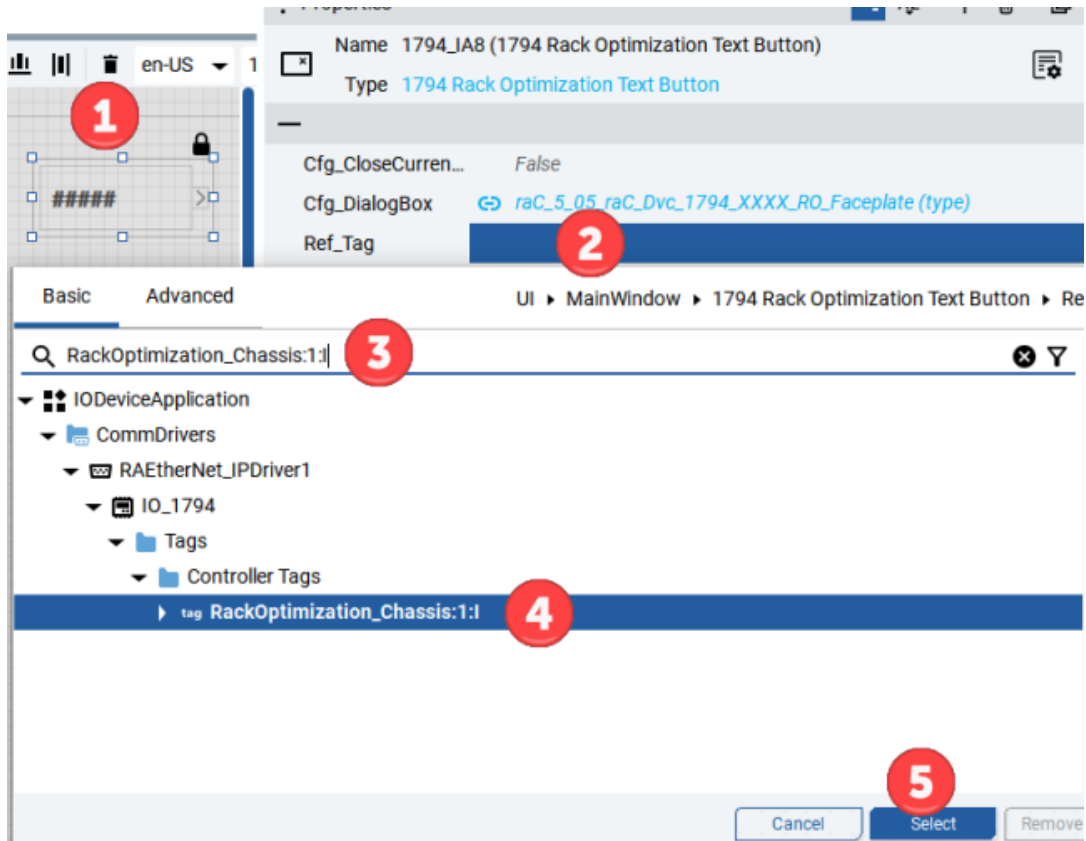 Properties
Name 1794_IA8 (1794 Rack Optimization Text Button)
Type 1794 Rack Optimization Text Button
en-US 1
1
#####
Cfg_CloseCurren... False
Cfg_DialogBox raC_5_05_raC_Dvc_1794_XXXX_RO_Faceplate (type)
Ref_Tag 2
Basic Advanced UI ▸ MainWindow ▸ 1794 Rack Optimization Text Button ▸ Re
RackOptimization_Chassis:1:I 3
IODeviceApplication
CommDrivers
RAEtherNet_IPDriver1
IO_1794
Tags
Controller Tags
tag RackOptimization_Chassis:1:I 4
5
Cancel Select Remove